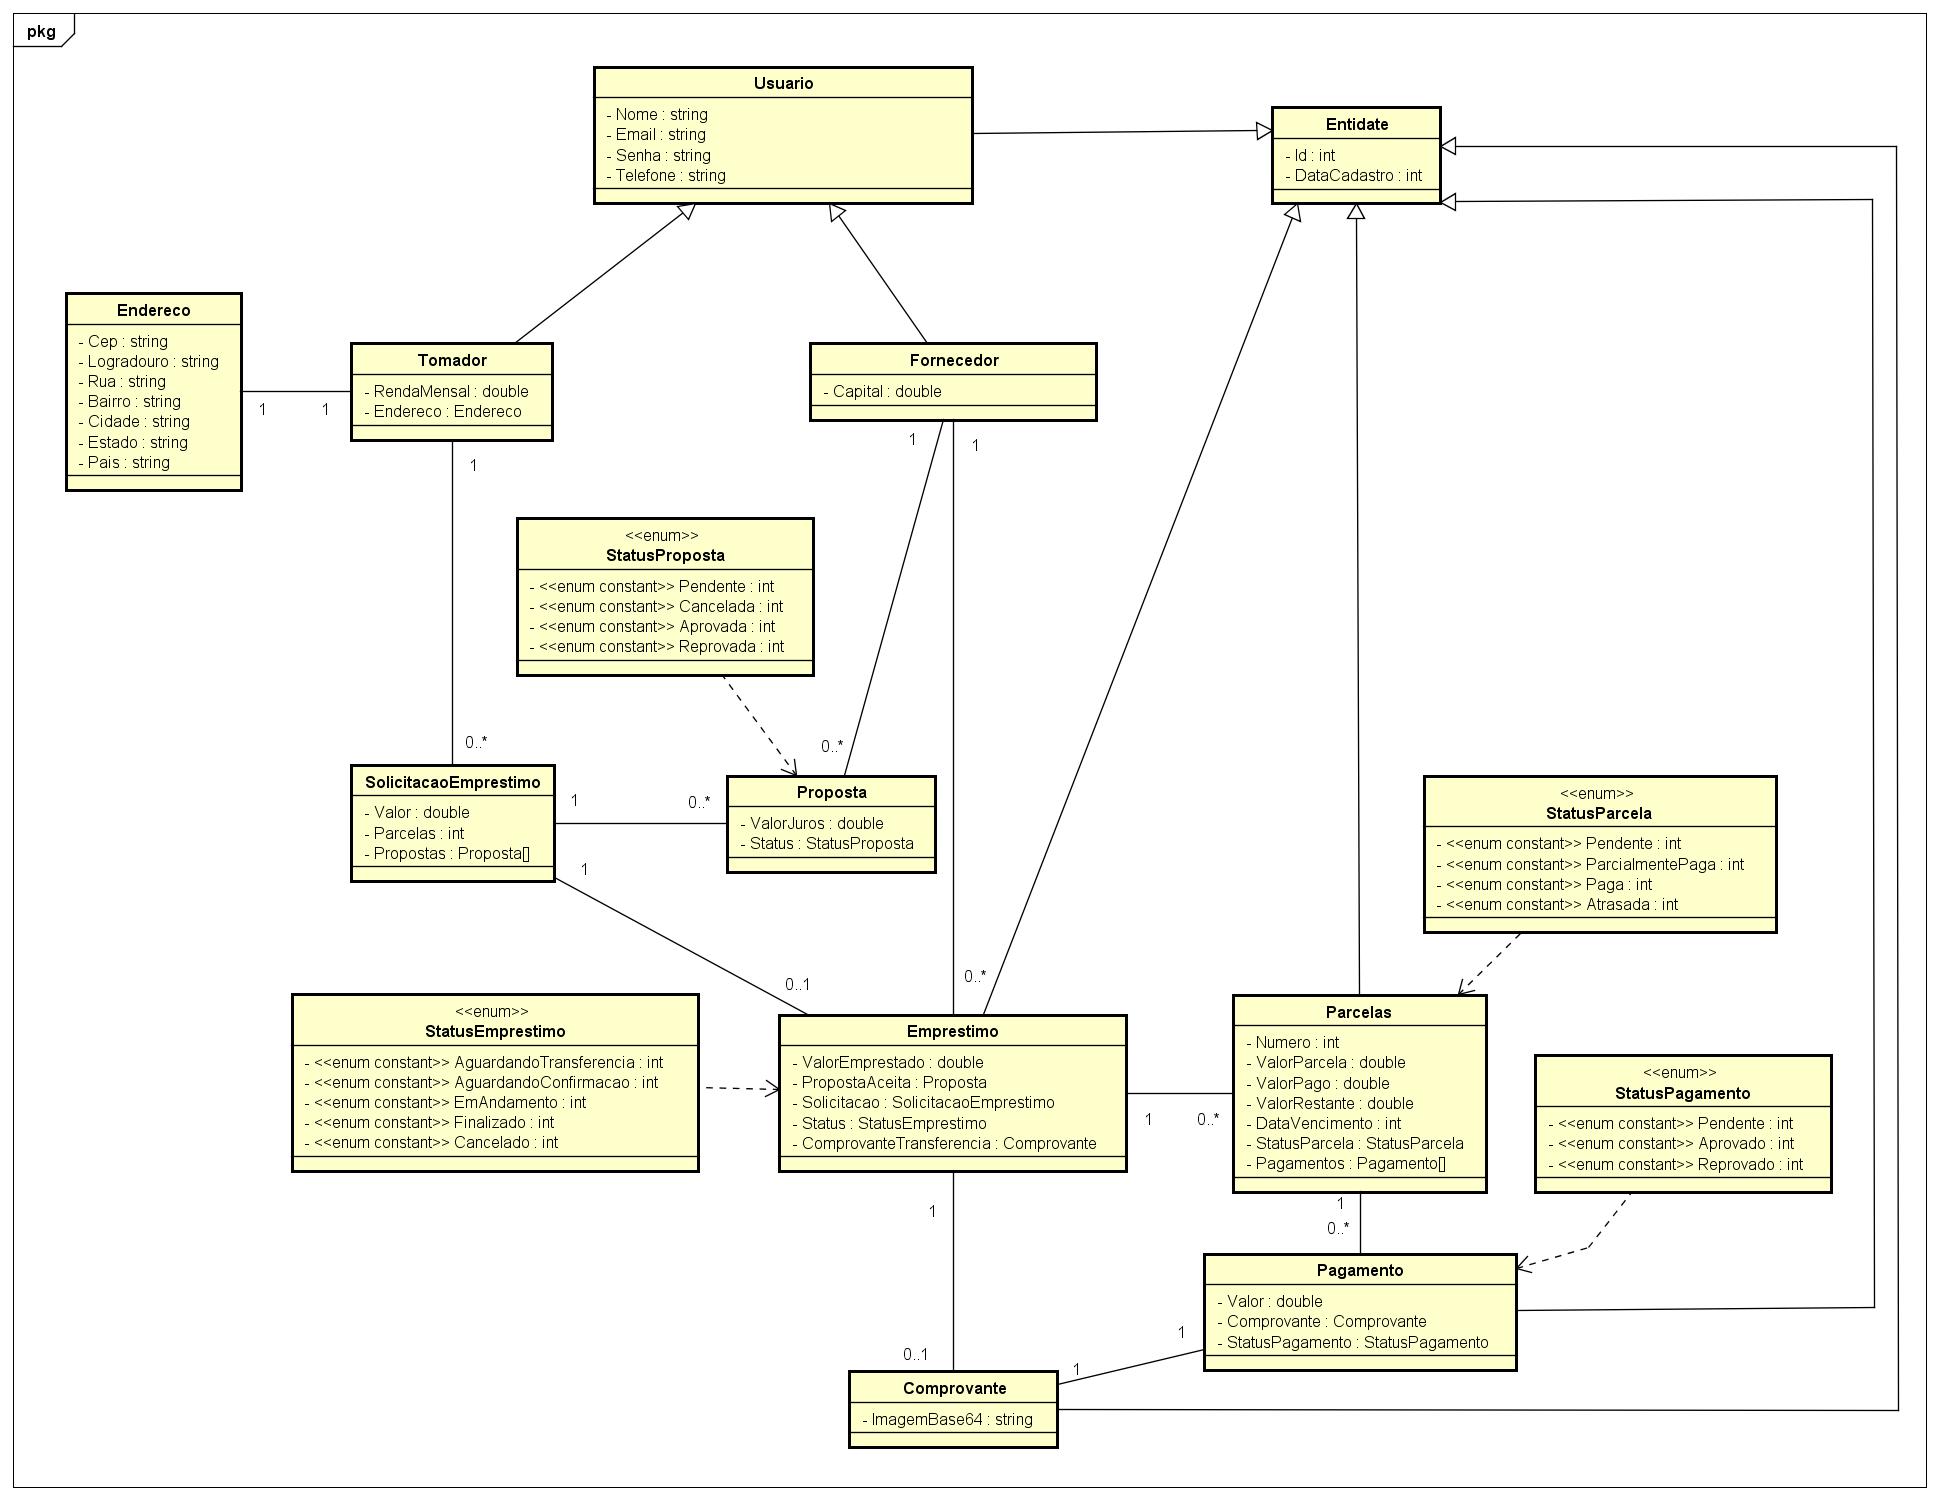 pkg
Usuario
- Nome : string
- Email : string
- Senha : string
- Telefone : string
Entidate
- Id : int
- DataCadastro : int
Endereco
- Cep : string
- Logradouro : string
- Rua : string
- Bairro : string
- Cidade : string
- Estado : string
- Pais : string
1
1
Tomador
- RendaMensal : double
- Endereco : Endereco
1
Fornecedor
- Capital : double
1
1
<<enum>>
StatusProposta
- <<enum constant>> Pendente : int
- <<enum constant>> Cancelada : int
- <<enum constant>> Aprovada : int
- <<enum constant>> Reprovada : int
0..*
0..*
SolicitacaoEmprestimo
- Valor : double
- Parcelas : int
- Propostas : Proposta[]
1
0..*
1
Proposta
- ValorJuros : double
- Status : StatusProposta
<<enum>>
StatusParcela
- <<enum constant>> Pendente : int
- <<enum constant>> ParcialmentePaga : int
- <<enum constant>> Paga : int
- <<enum constant>> Atrasada : int
0..1
0..*
<<enum>>
StatusEmprestimo
- <<enum constant>> AguardandoTransferencia : int
- <<enum constant>> AguardandoConfirmacao : int
- <<enum constant>> EmAndamento : int
- <<enum constant>> Finalizado : int
- <<enum constant>> Cancelado : int
Emprestimo
- ValorEmprestado : double
- PropostaAceita : Proposta
- Solicitacao : SolicitacaoEmprestimo
- Status : StatusEmprestimo
- ComprovanteTransferencia : Comprovante
1
0..*
Parcelas
- Numero : int
- ValorParcela : double
- ValorPago : double
- ValorRestante : double
- DataVencimento : int
- StatusParcela : StatusParcela
- Pagamentos : Pagamento[]
<<enum>>
StatusPagamento
- <<enum constant>> Pendente : int
- <<enum constant>> Aprovado : int
- <<enum constant>> Reprovado : int
1
1
0..*
Pagamento
- Valor : double
- Comprovante : Comprovante
- StatusPagamento : StatusPagamento
1
0..1
1
Comprovante
- ImagemBase64 : string